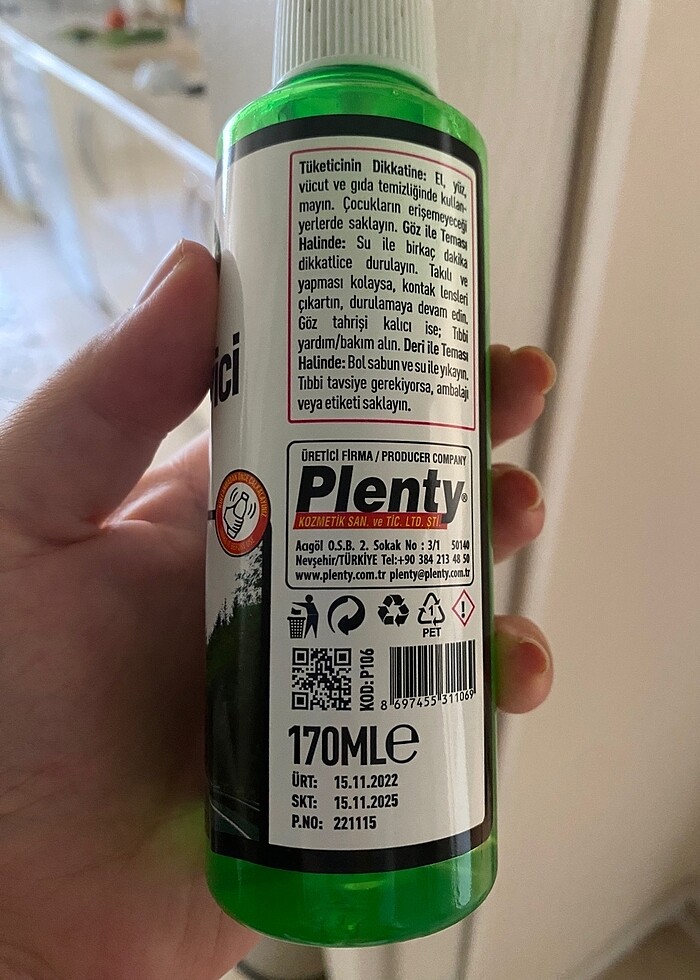 Tüketicinin Dikkatine: El, yüz,
vücut ve gıda temizliğinde kullan-
mayın. Çocukların erişemeyeceği
yerlerde saklayın. Göz ile Teması
Halinde: Su ile birkaç dakika
dikkatlice durulayın. Takılı ve
yapması kolaysa, kontak lensleri
çıkartın, durulamaya devam edin.
Göz tahrişi kalıcı ise; Tıbbi
yardım/bakım alın. Deri ile Teması
Halinde: Bol sabun ve su ile yıkayın.
Tıbbi tavsiye gerekiyorsa, ambalajı
veya etiketi saklayın.
ici
ÜRETİCİ FİRMA / PRODUCER COMPANY
Plenty®
KOZMETİK SAN. ve TİC. LTD. ŞTİ.
Acıgöl O.S.B. 2. Sokak No : 3/1 50140
Nevşehir/TÜRKİYE Tel:+90 384 213 48 50
www.plenty.com.tr plenty@plenty.com.tr
1
PET
!
KOD: P106
8 697455 311069
170ML℮
ÜRT: 15.11.2022
SKT: 15.11.2025
P.NO: 221115